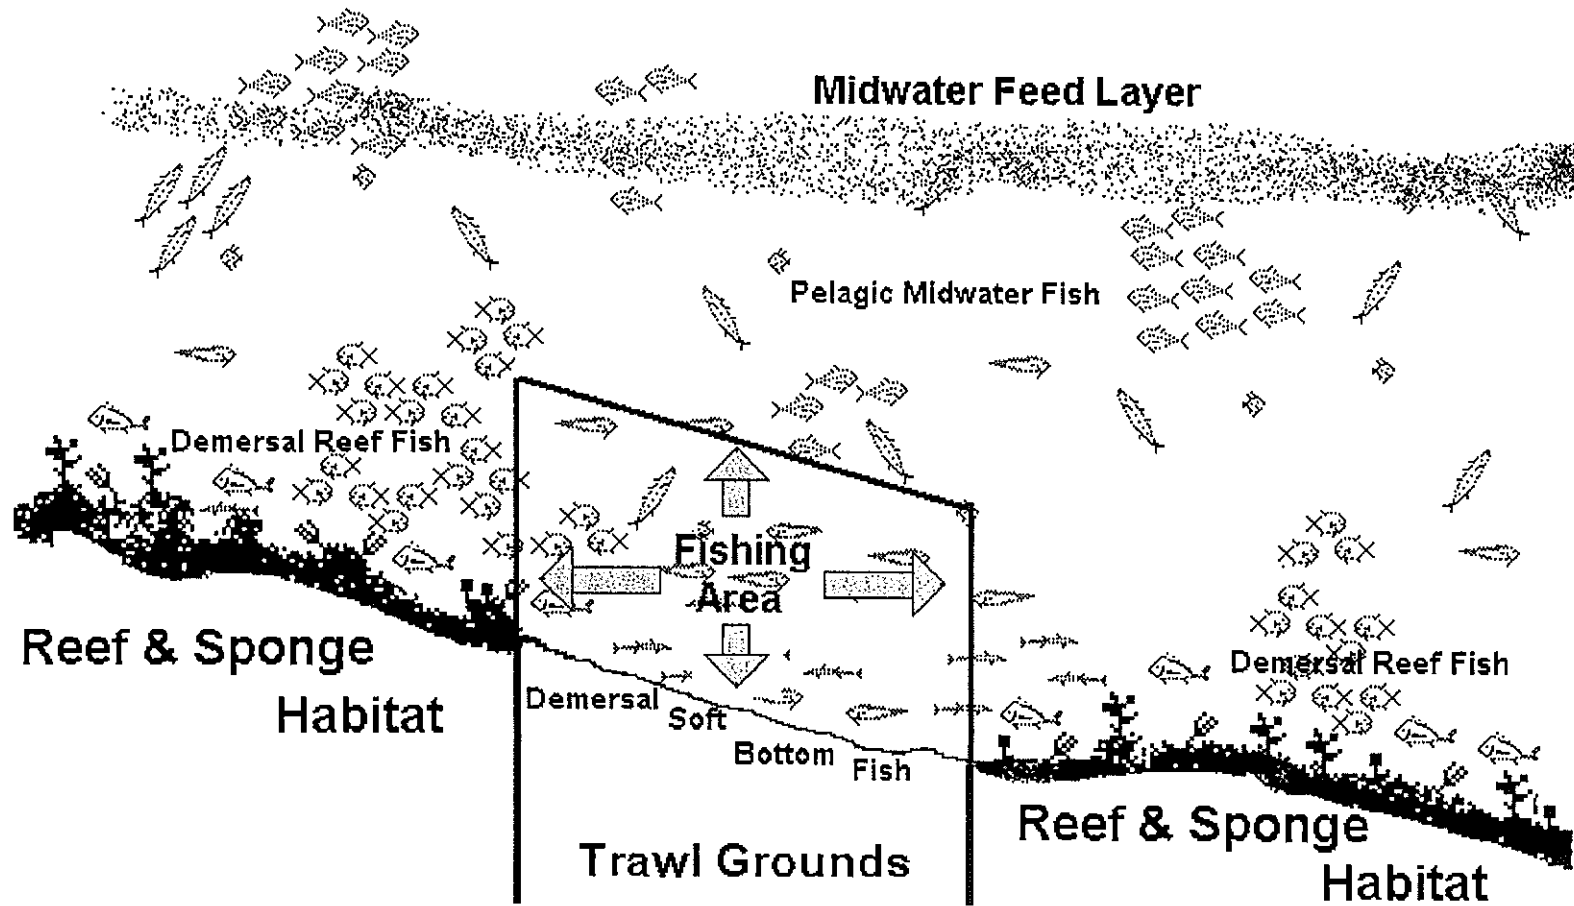 Midwater Feed Layer
Pelagic Midwater Fish
Demersal Reef Fish
Fishing
Area
Reef & Sponge
Habitat
Demersal
Soft
Bottom
Fish
Demersal Reef Fish
Reef & Sponge
Habitat
Trawl Grounds